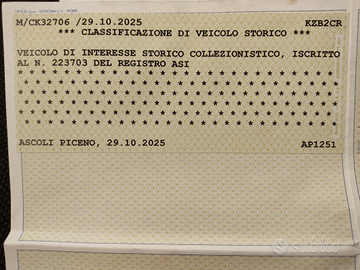 M/CK32706 /29.10.2025 KZB2CR
*** CLASSIFICAZIONE DI VEICOLO STORICO ***
VEICOLO DI INTERESSE STORICO COLLEZIONISTICO, ISCRITTO
AL N. 223703 DEL REGISTRO ASI
* * * * * * * * * * * * * * * * * * * * * *
* * * * * * * * * * * * * * * * * * * * * *
* * * * * * * * * * * * * * * * * * * * * *
* * * * * * * * * * * * * * * * * * * * * *
* * * * * * * * * * * * * * * * * * * * * *
ASCOLI PICENO, 29.10.2025 AP1251
subito